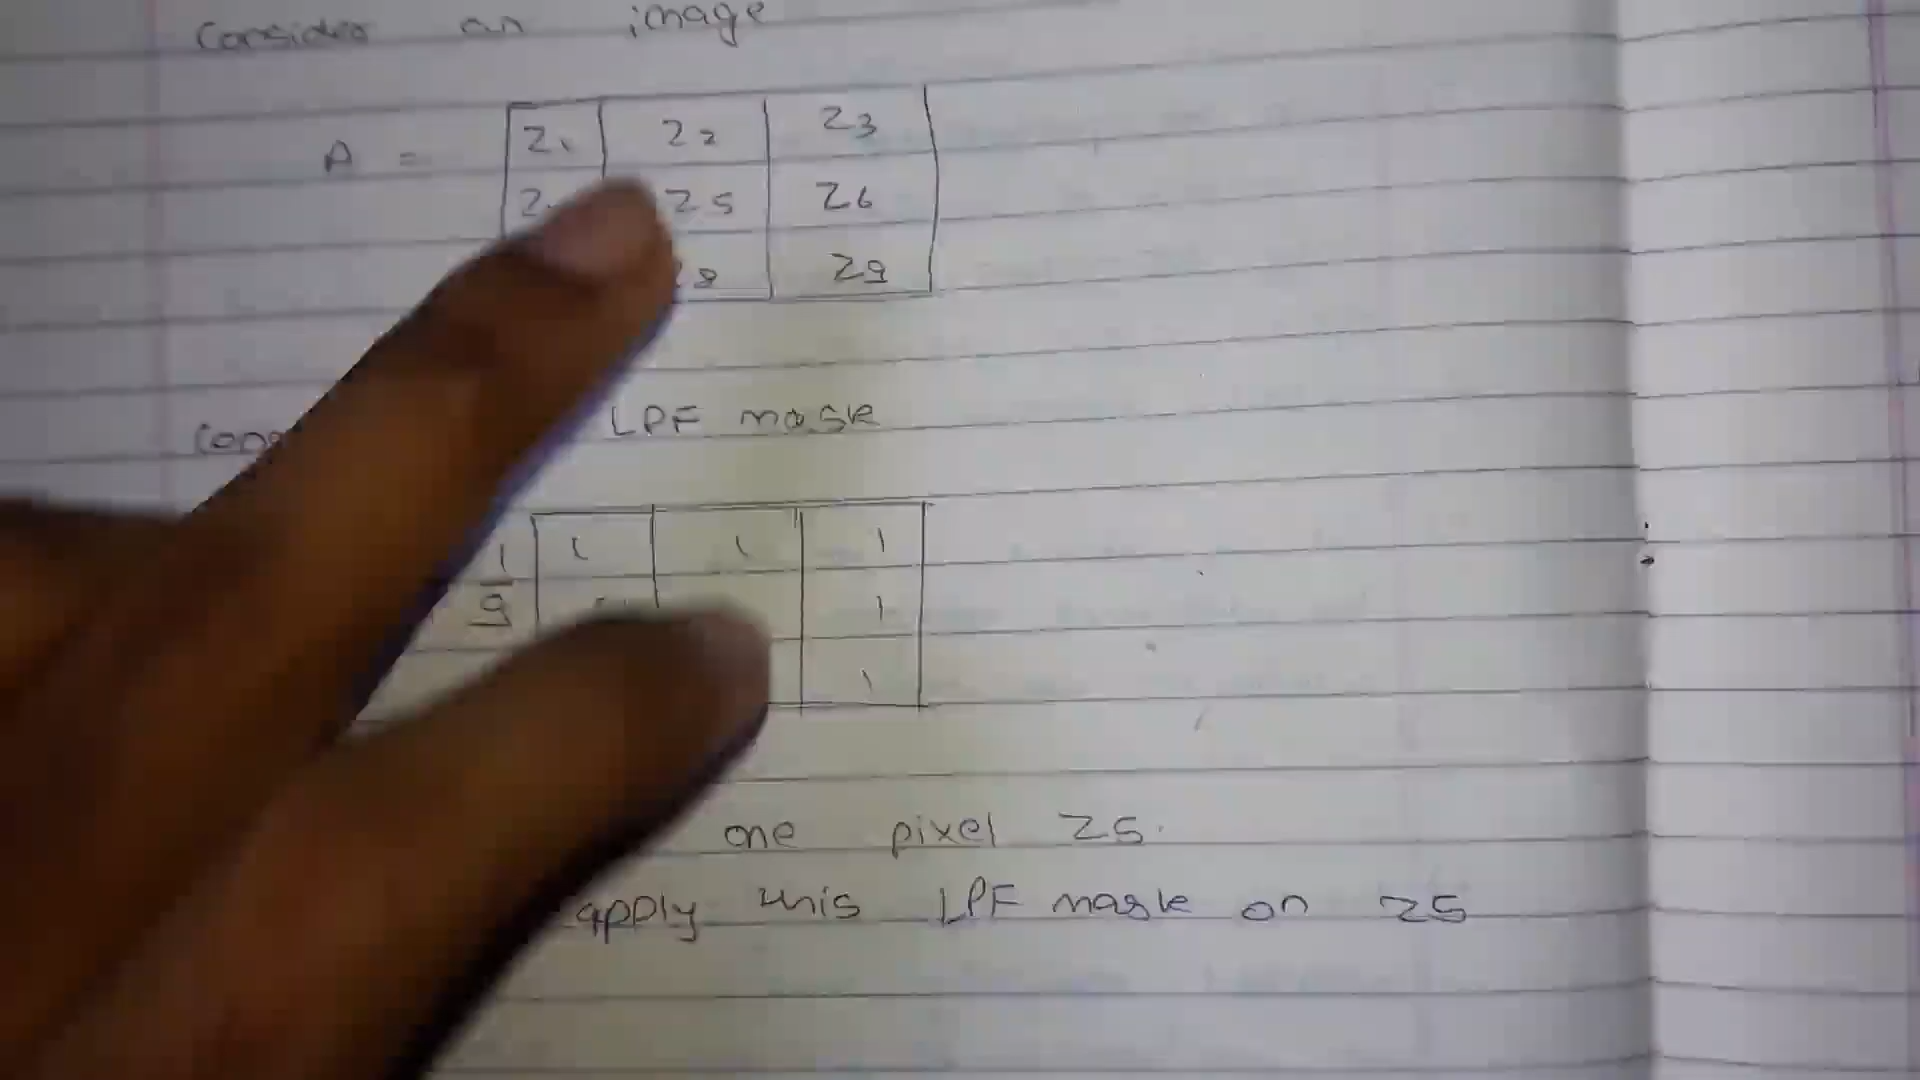 Consider an image
A = Z1 Z2 Z3
Z5 Z6
Z9
LPF mask
1/9 1 1 1
1
1
one pixel Z5.
apply this LPF mask on Z5